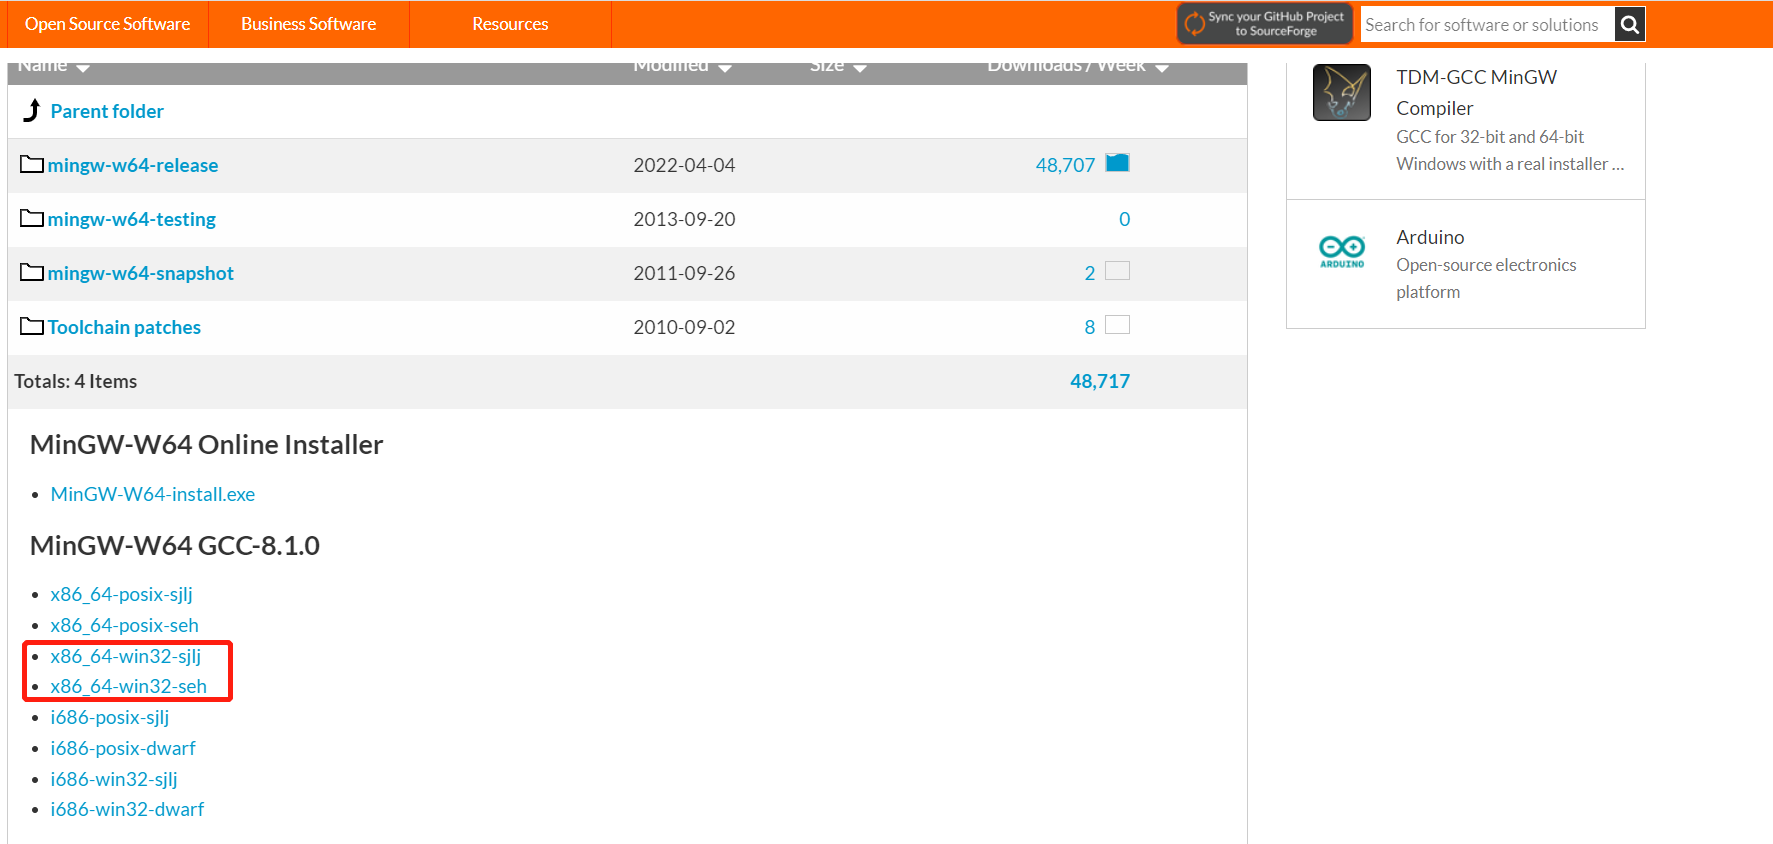 Open Source Software
Business Software
Resources
Sync your GitHub Project
to SourceForge
Search for software or solutions
Name
Modified
Size
Downloads / Week
Parent folder
mingw-w64-release 2022-04-04 48,707
mingw-w64-testing 2013-09-20 0
mingw-w64-snapshot 2011-09-26 2
Toolchain patches 2010-09-02 8
Totals: 4 Items 48,717
MinGW-W64 Online Installer
• MinGW-W64-install.exe
MinGW-W64 GCC-8.1.0
• x86_64-posix-sjlj
• x86_64-posix-seh
• x86_64-win32-sjlj
• x86_64-win32-seh
• i686-posix-sjlj
• i686-posix-dwarf
• i686-win32-sjlj
• i686-win32-dwarf
TDM-GCC MinGW
Compiler
GCC for 32-bit and 64-bit
Windows with a real installer ...
ARDUINO
Arduino
Open-source electronics
platform